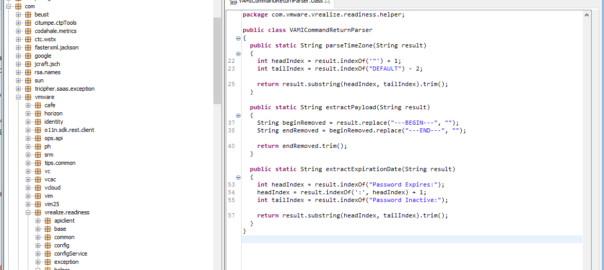 com
beust
citumpe.ctpTools
codahale.metrics
ctc.wstx
fasterxml.jackson
google
jcraft.jsch
rsa.names
sun
tricipher.saas.exception
vmware
cafe
horizon
identity
o11n.sdk.rest.client
ops.api
ph
srm
tips.common
vc
vcac
vcloud
vim
vim25
vrealize.readiness
apiclient
base
common
config
configService
exception
helper
VAMICommandReturnParser.class
package com.vmware.vrealize.readiness.helper;
public class VAMICommandReturnParser
{
public static String parseTimeZone(String result)
{
22 int headIndex = result.indexOf('"') + 1;
23 int tailIndex = result.indexOf("DEFAULT") - 2;
25 return result.substring(headIndex, tailIndex).trim();
}
public static String extractPayload(String result)
{
37 String beginRemoved = result.replace("---BEGIN---", "");
38 String endRemoved = beginRemoved.replace("---END---", "");
40 return endRemoved.trim();
}
public static String extractExpirationDate(String result)
{
53 int headIndex = result.indexOf("Password Expires:");
54 headIndex = result.indexOf(':', headIndex) + 1;
55 int tailIndex = result.indexOf("Password Inactive:");
57 return result.substring(headIndex, tailIndex).trim();
}
}